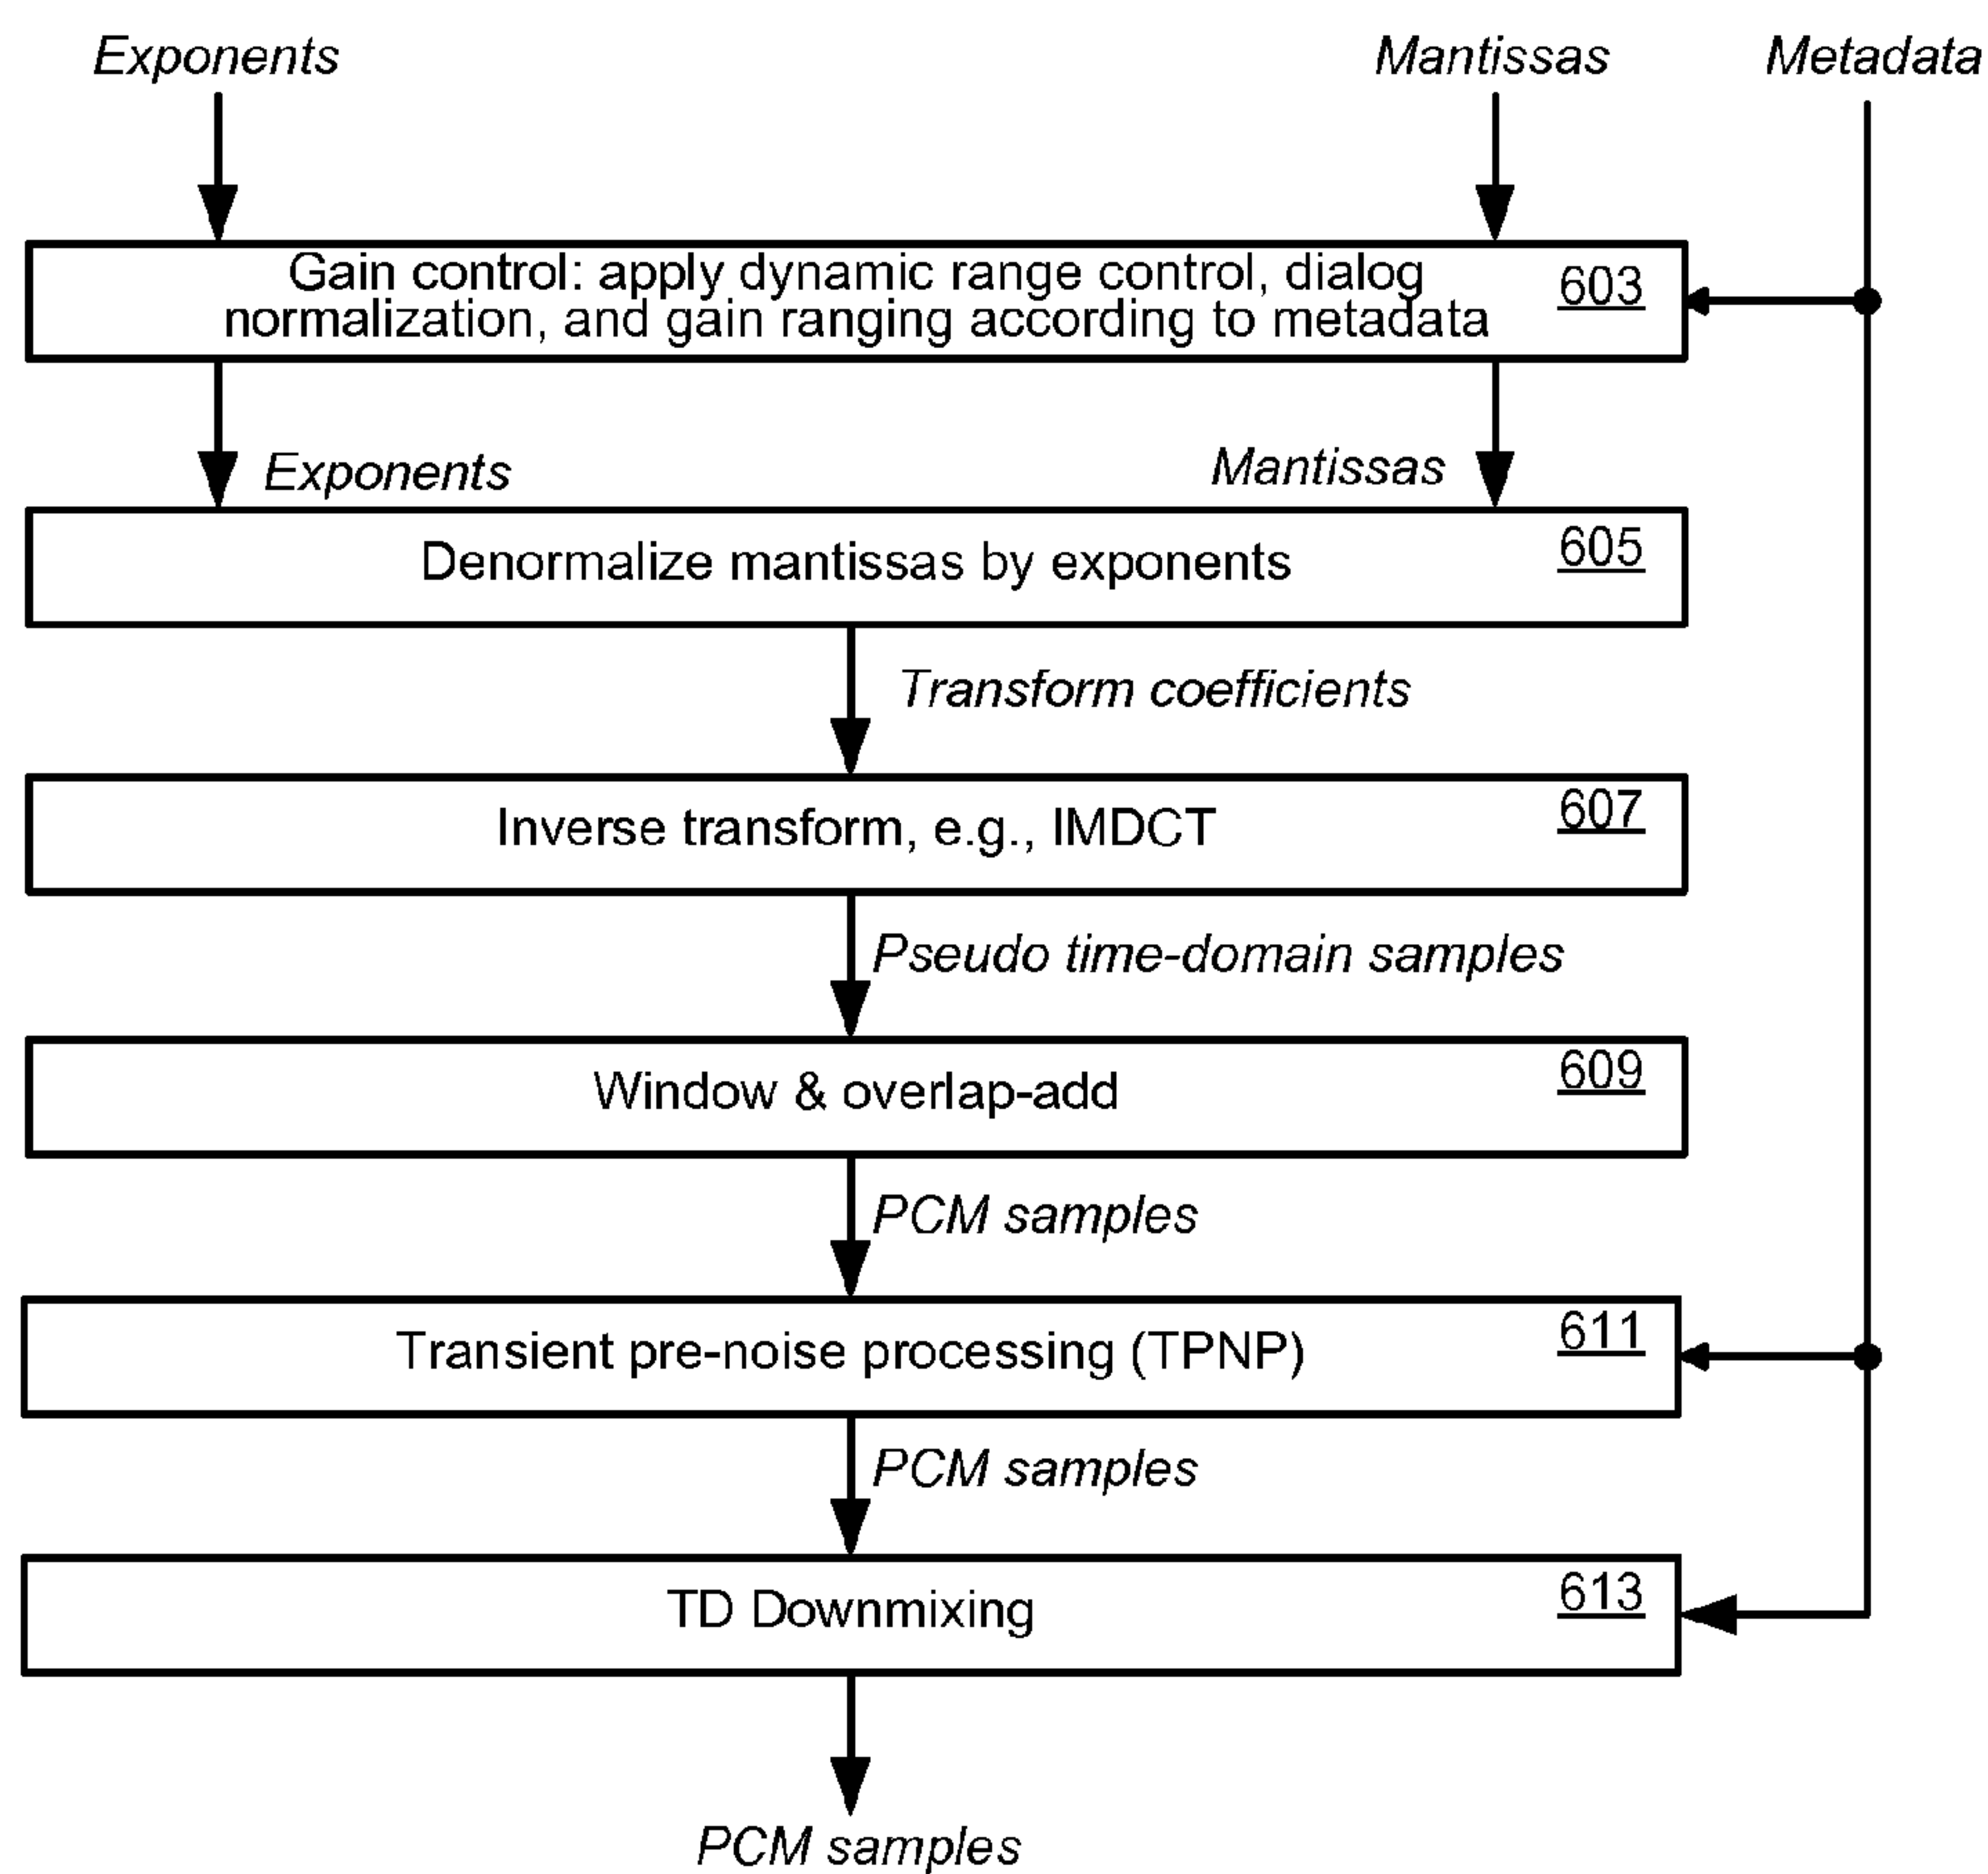 Exponents
Mantissas
Metadata
Gain control: apply dynamic range control, dialog
normalization, and gain ranging according to metadata
603
Exponents
Mantissas
Denormalize mantissas by exponents
605
Transform coefficients
Inverse transform, e.g., IMDCT
607
Pseudo time-domain samples
Window & overlap-add
609
PCM samples
Transient pre-noise processing (TPNP)
611
PCM samples
TD Downmixing
613
PCM samples